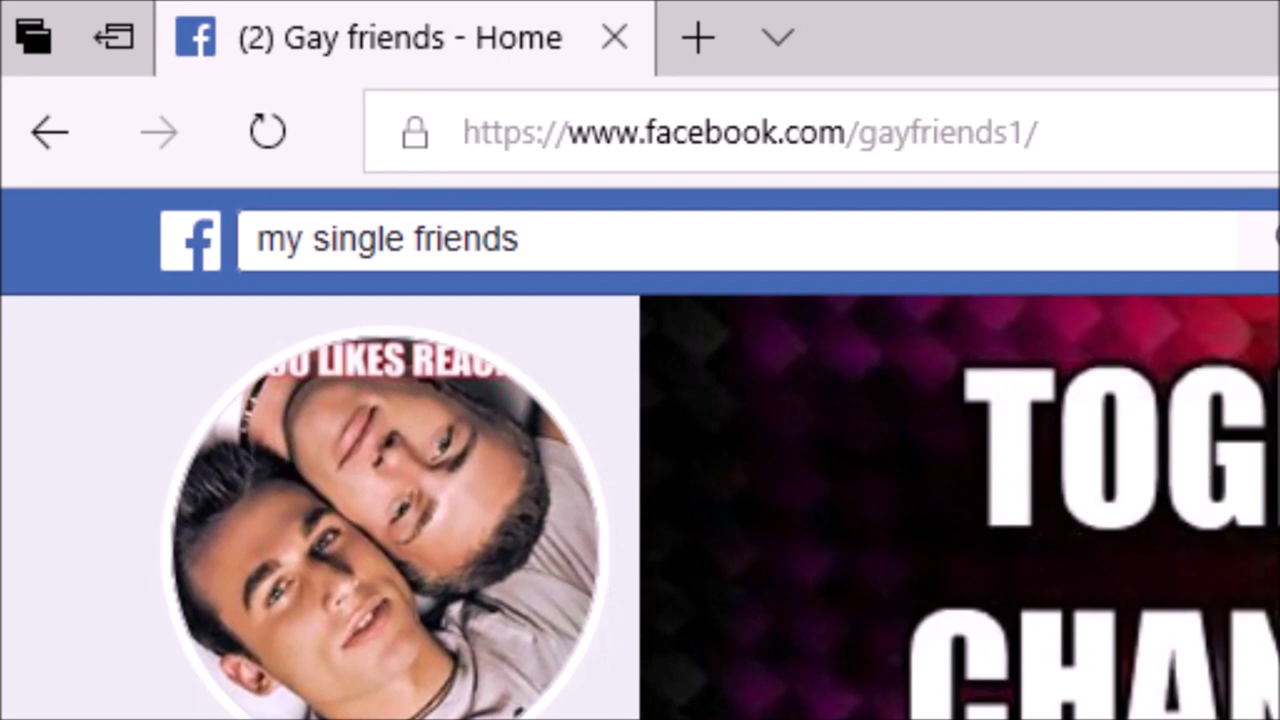 (2) Gay friends - Home
https://www.facebook.com/gayfriends1/
my single friends
LIKES
TOG
CHAN